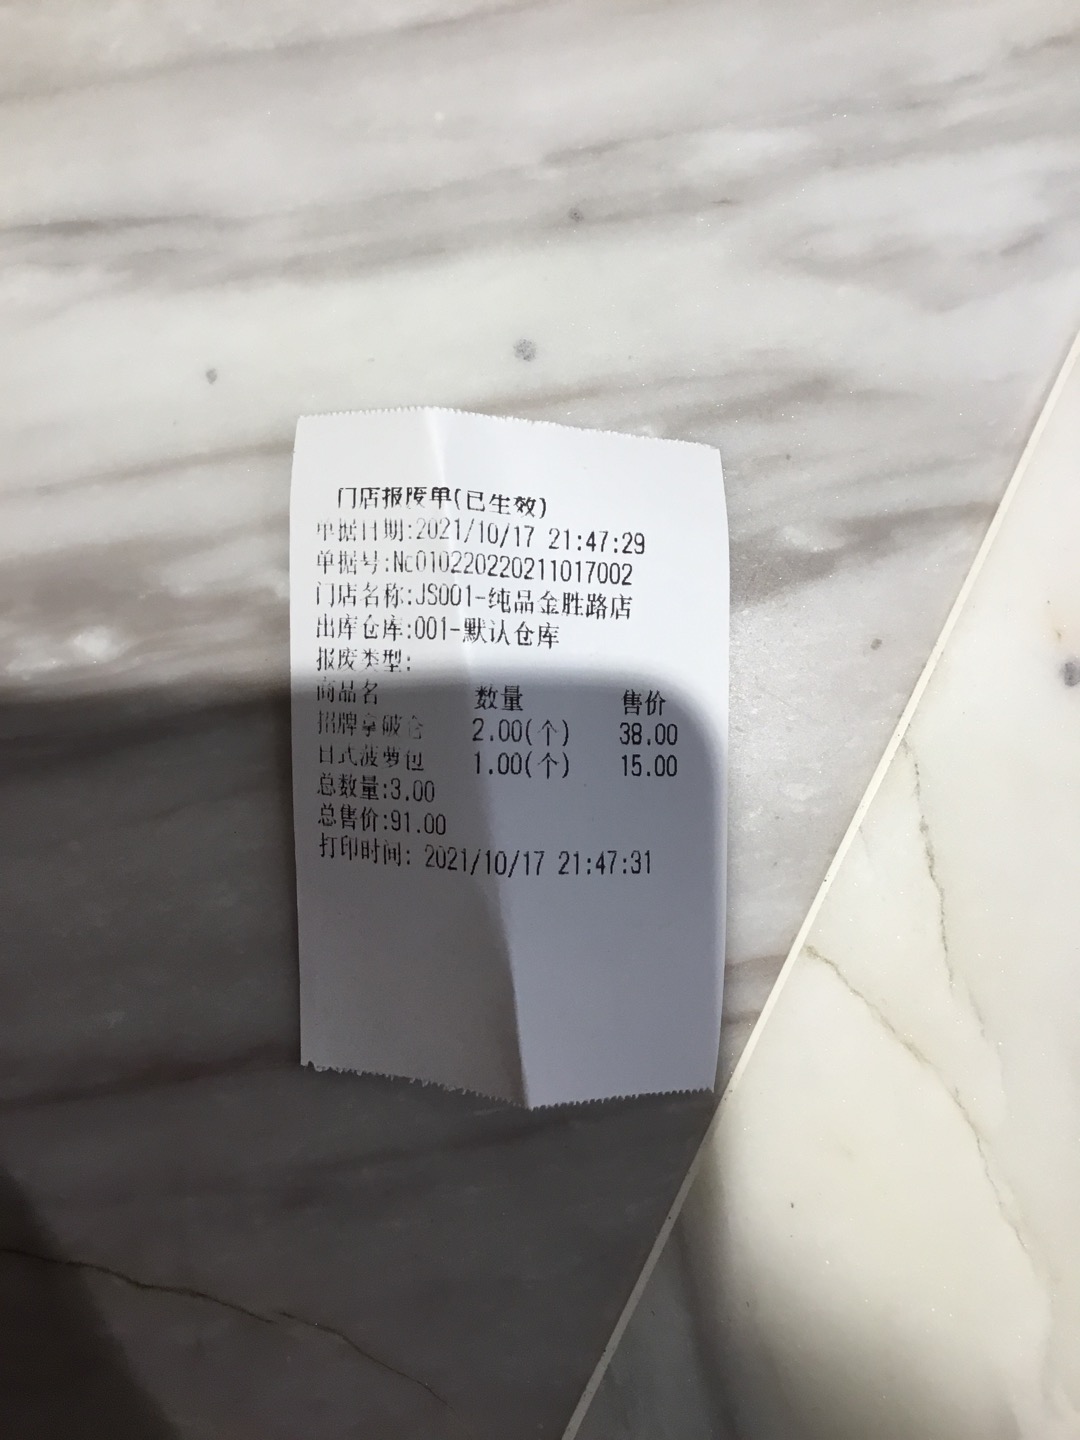 门店报废单(已生效)
单据日期:2021/10/17 21:47:29
单据号:No010220220211017002
门店名称:JS001-纯品金胜路店
出库仓库:001-默认仓库
报废类型:
商品名 数量 售价
招牌拿破仑 2.00(个) 38.00
日式菠萝包 1.00(个) 15.00
总数量:3.00
总售价:91.00
打印时间: 2021/10/17 21:47:31